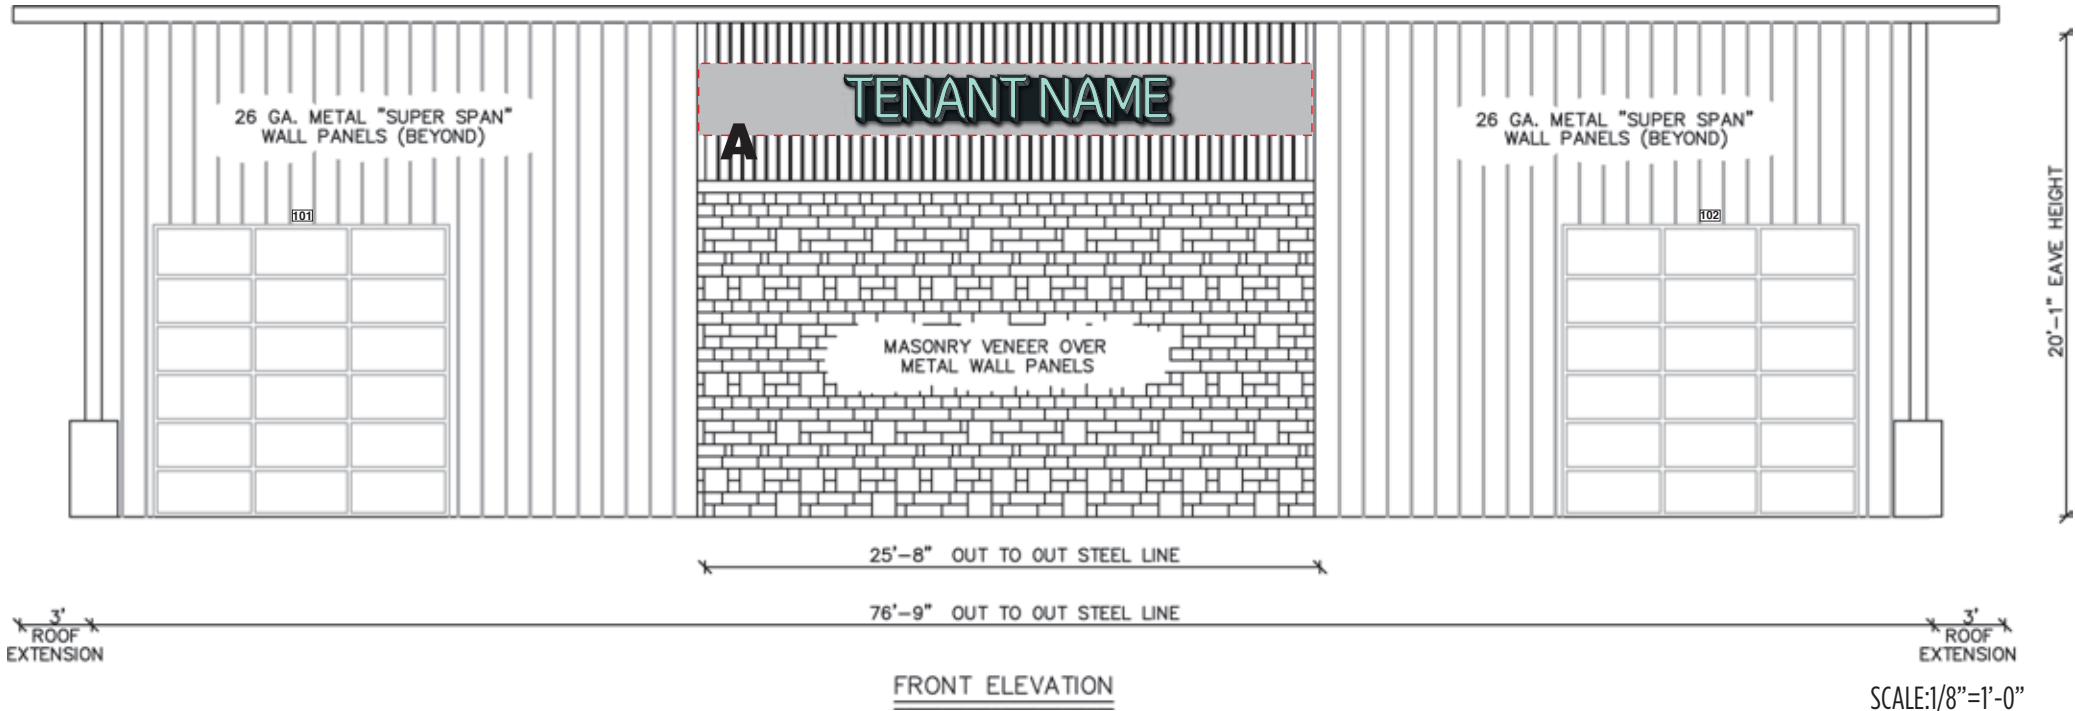 TENANT NAME
A
26 GA. METAL "SUPER SPAN"
WALL PANELS (BEYOND)
26 GA. METAL "SUPER SPAN"
WALL PANELS (BEYOND)
101
102
20'-1" EAVE HEIGHT
MASONRY VENEER OVER
METAL WALL PANELS
25'-8" OUT TO OUT STEEL LINE
76'-9" OUT TO OUT STEEL LINE
3'
ROOF
EXTENSION
3'
ROOF
EXTENSION
FRONT ELEVATION
SCALE:1/8"=1'-0"